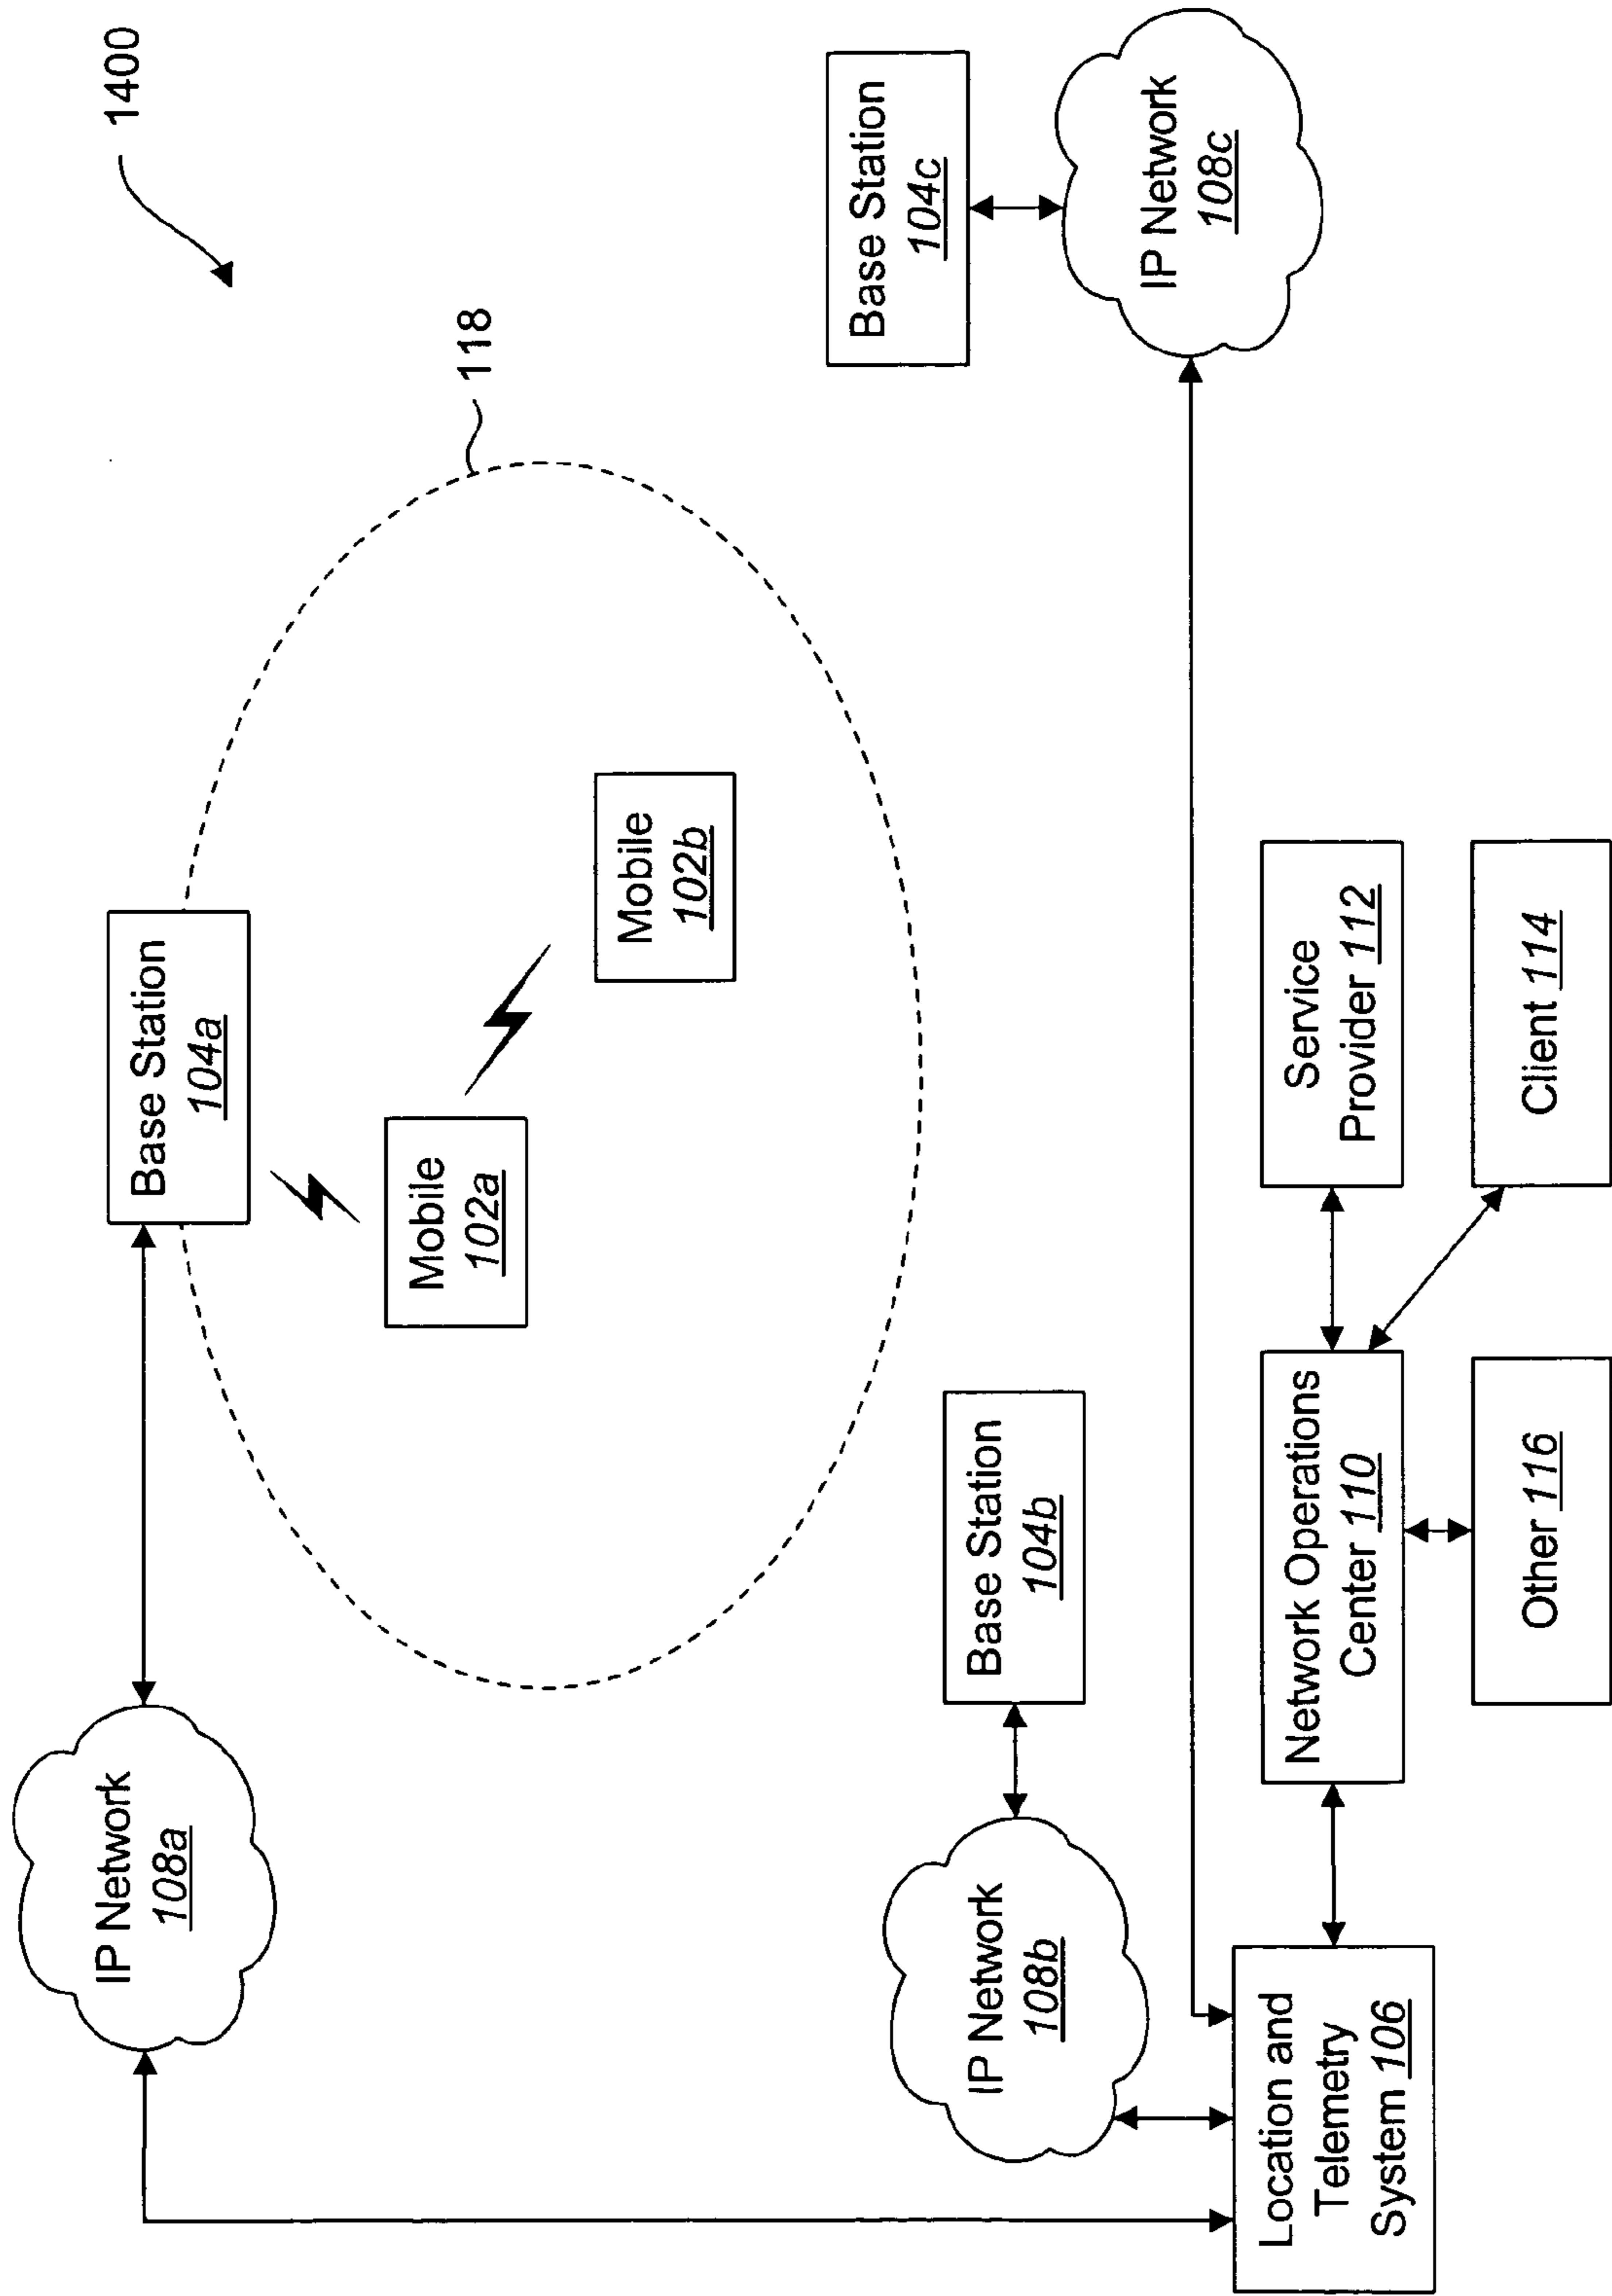 1400
IP Network
108a
Base Station
104a
118
Mobile
102a
Mobile
102b
Base Station
104c
IP Network
108c
IP Network
108b
Base Station
104b
Location and
Telemetry
System 106
Network Operations
Center 110
Service
Provider 112
Other 116
Client 114